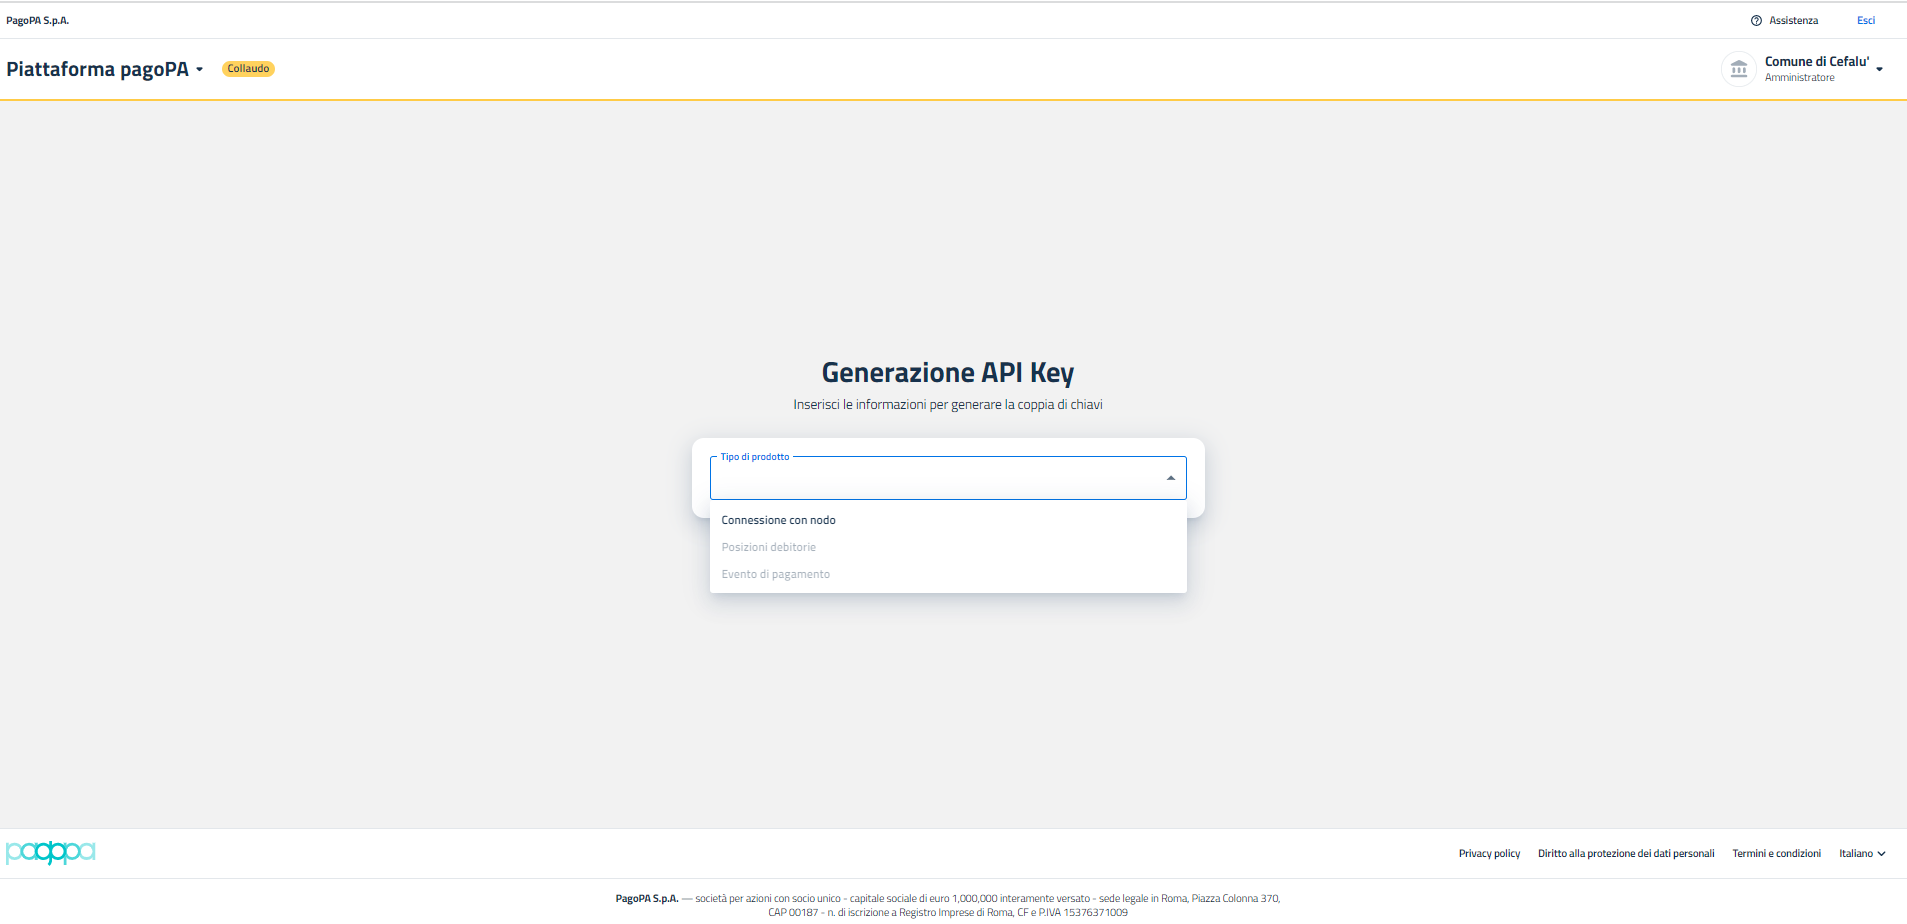 PagoPA S.p.A.
Assistenza
Esci
Piattaforma pagoPA
Collaudo
Comune di Cefalu'
Amministratore
Generazione API Key
Inserisci le informazioni per generare la coppia di chiavi
Tipo di prodotto
Connessione con nodo
Posizioni debitorie
Evento di pagamento
pagopa
Privacy policy
Diritto alla protezione dei dati personali
Termini e condizioni
Italiano
PagoPA S.p.A. — società per azioni con socio unico - capitale sociale di euro 1,000,000 interamente versato - sede legale in Roma, Piazza Colonna 370,
CAP 00187 - n. di iscrizione a Registro Imprese di Roma, CF e P.IVA 15376371009